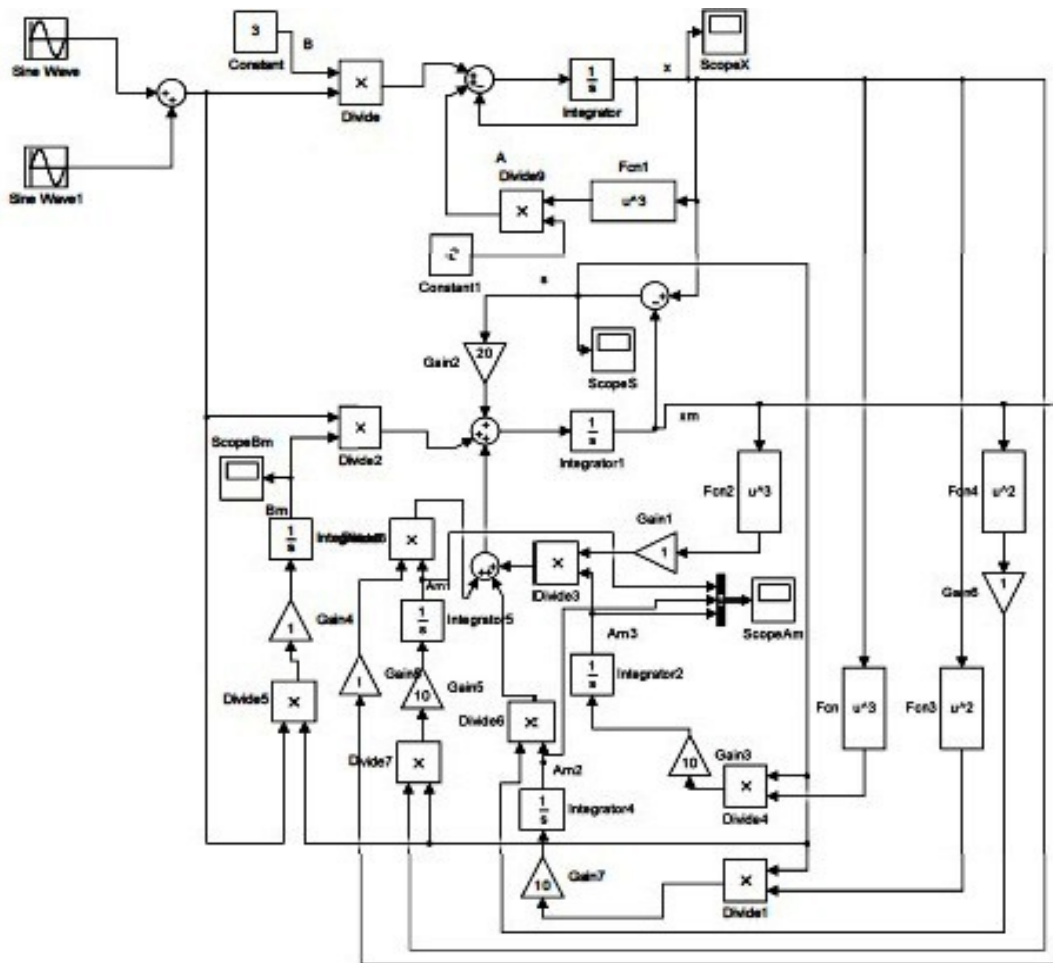 Sine Wave
3
Constant
B
×
Divide
1
s
Integrator
x
ScopeX
Sine Wave1
A
Divide9
×
Fcn1
u^3
-2
Constant1
s
Gain2
20
ScopeS
×
Divide2
1
s
Integrator1
xm
ScopeBm
Bm
1
s
×
Am1
Fcn2
u^3
Fcn4
u^2
Gain1
1
×
Divide3
ScopeAm
1
Gain6
1
Gain4
1
s
Integrator5
Am3
1
s
Integrator2
Divide5
×
1
10
Gain5
Divide6
×
Fcn
u^3
Fcn3
u^2
Divide7
×
Am2
1
s
Integrator4
10
Gain3
×
Divide4
10
Gain7
×
Divide1